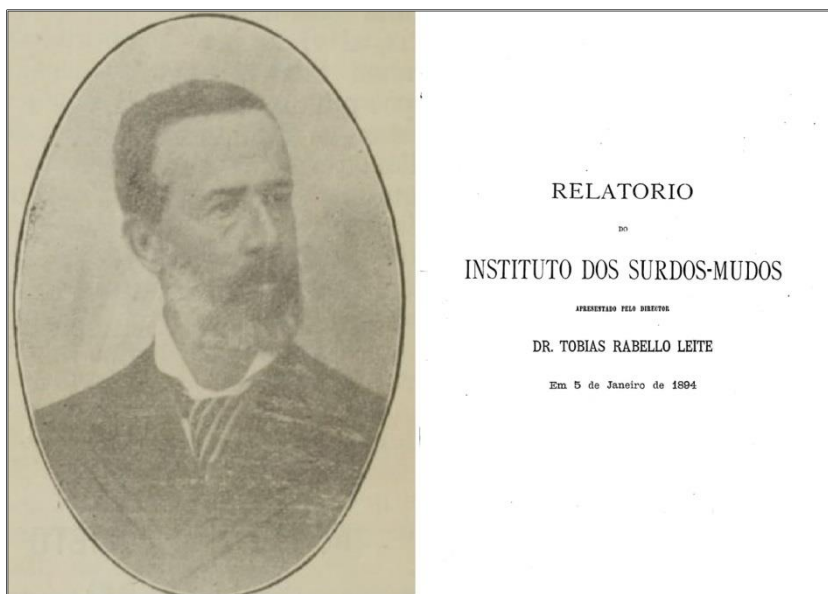 RELATORIO
DO
INSTITUTO DOS SURDOS-MUDOS
APRESENTADO PELO DIRECTOR
DR. TOBIAS RABELLO LEITE
Em 5 de Janeiro de 1894